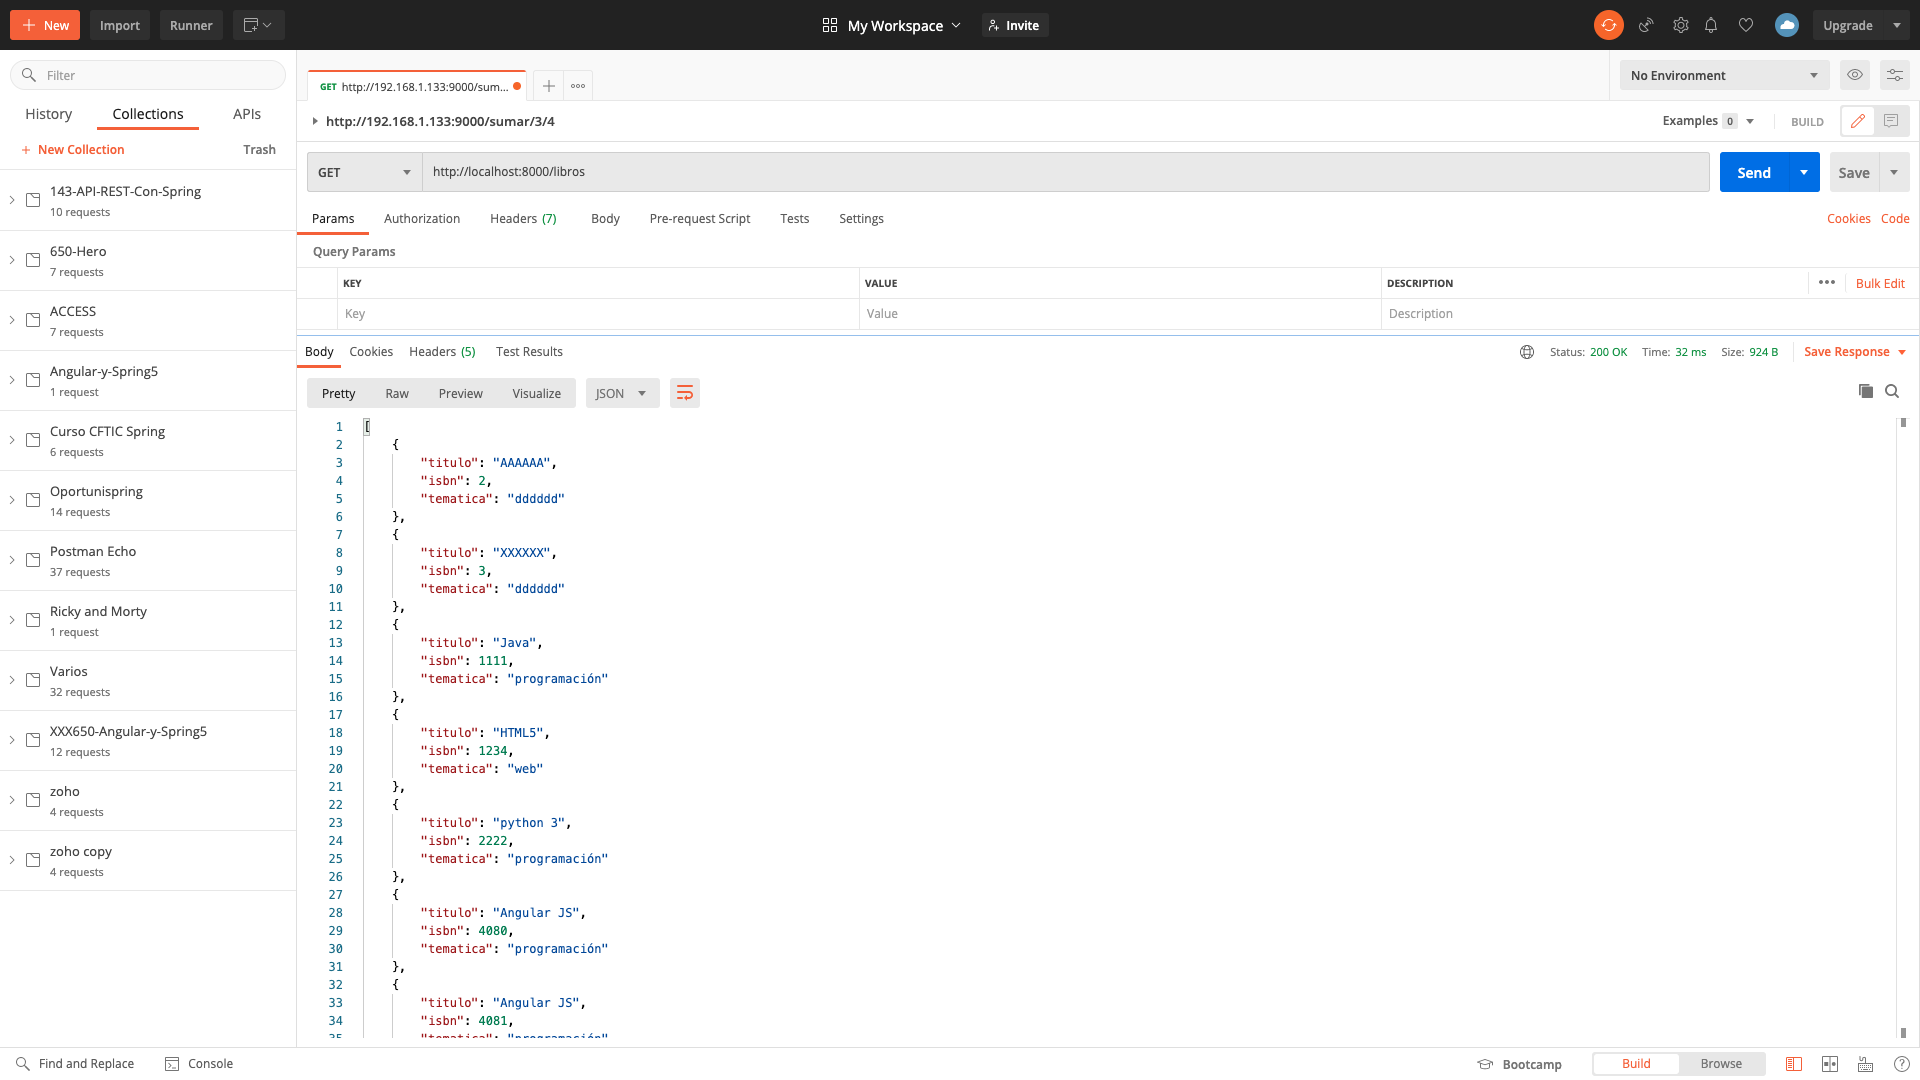 New
Import
Runner
My Workspace
Invite
Upgrade
Filter
History
Collections
APIs
New Collection
Trash
143-API-REST-Con-Spring
10 requests
650-Hero
7 requests
ACCESS
7 requests
Angular-y-Spring5
1 request
Curso CFTIC Spring
6 requests
Oportunispring
14 requests
Postman Echo
37 requests
Ricky and Morty
1 request
Varios
32 requests
XXX650-Angular-y-Spring5
12 requests
zoho
4 requests
zoho copy
4 requests
GET http://192.168.1.133:9000/sum...
No Environment
http://192.168.1.133:9000/sumar/3/4
Examples 0
BUILD
GET
http://localhost:8000/libros
Send
Save
Params
Authorization
Headers (7)
Body
Pre-request Script
Tests
Settings
Cookies
Code
Query Params
KEY
VALUE
DESCRIPTION
Bulk Edit
Key
Value
Description
Body
Cookies
Headers (5)
Test Results
Status: 200 OK
Time: 32 ms
Size: 924 B
Save Response
Pretty
Raw
Preview
Visualize
JSON
1 [
2 {
3 "titulo": "AAAAAA",
4 "isbn": 2,
5 "tematica": "dddddd"
6 },
7 {
8 "titulo": "XXXXXX",
9 "isbn": 3,
10 "tematica": "dddddd"
11 },
12 {
13 "titulo": "Java",
14 "isbn": 1111,
15 "tematica": "programación"
16 },
17 {
18 "titulo": "HTML5",
19 "isbn": 1234,
20 "tematica": "web"
21 },
22 {
23 "titulo": "python 3",
24 "isbn": 2222,
25 "tematica": "programación"
26 },
27 {
28 "titulo": "Angular JS",
29 "isbn": 4080,
30 "tematica": "programación"
31 },
32 {
33 "titulo": "Angular JS",
34 "isbn": 4081,
35 "tematica": "programación"
Find and Replace
Console
Bootcamp
Build
Browse